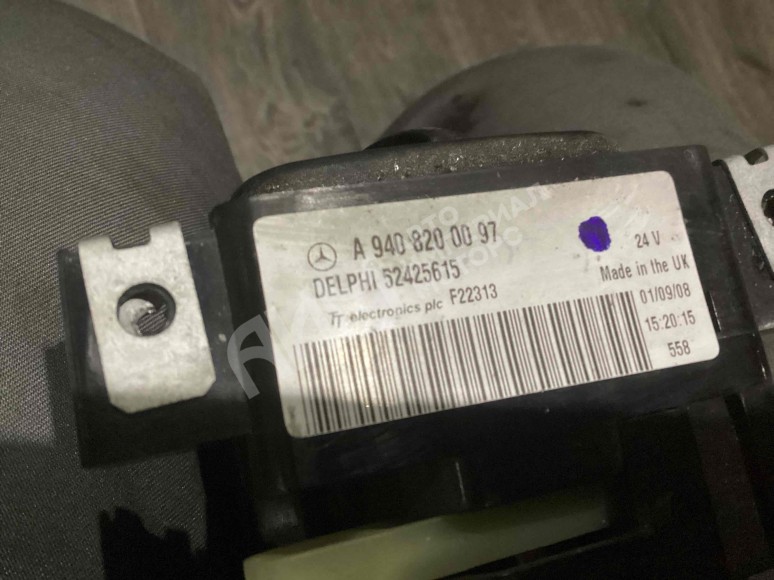 A 940 820 00 97
DELPHI 52425615
TT electronics plc F22313
24 V
Made in the UK
01/09/08
15:20:15
558